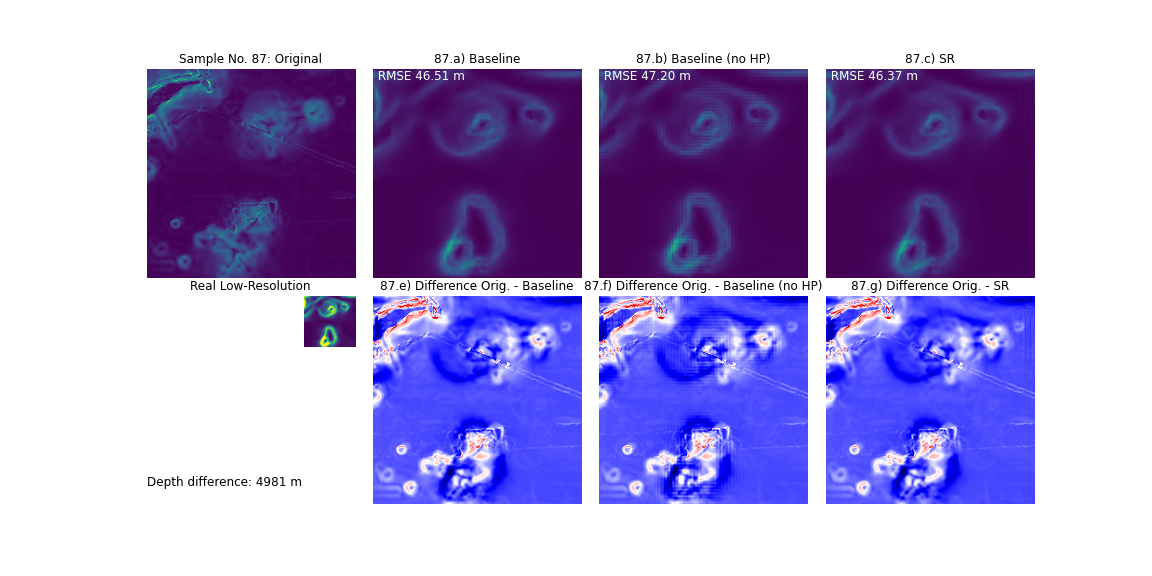 Sample No. 87: Original
87.a) Baseline
87.b) Baseline (no HP)
87.c) SR
RMSE 46.51 m
RMSE 47.20 m
RMSE 46.37 m
Real Low-Resolution
87.e) Difference Orig. - Baseline
87.f) Difference Orig. - Baseline (no HP)
87.g) Difference Orig. - SR
Depth difference: 4981 m